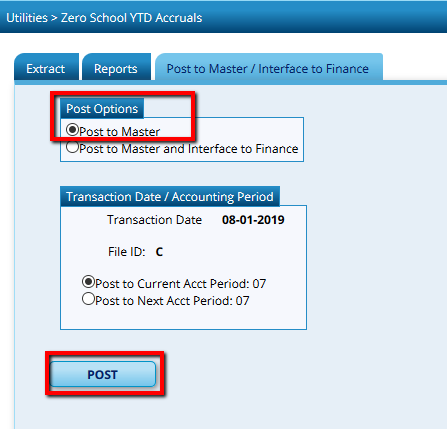 Utilities > Zero School YTD Accruals
Extract Reports Post to Master / Interface to Finance
Post Options
Post to Master
Post to Master and Interface to Finance
Transaction Date / Accounting Period
Transaction Date 08-01-2019
File ID: C
Post to Current Acct Period: 07
Post to Next Acct Period: 07
POST